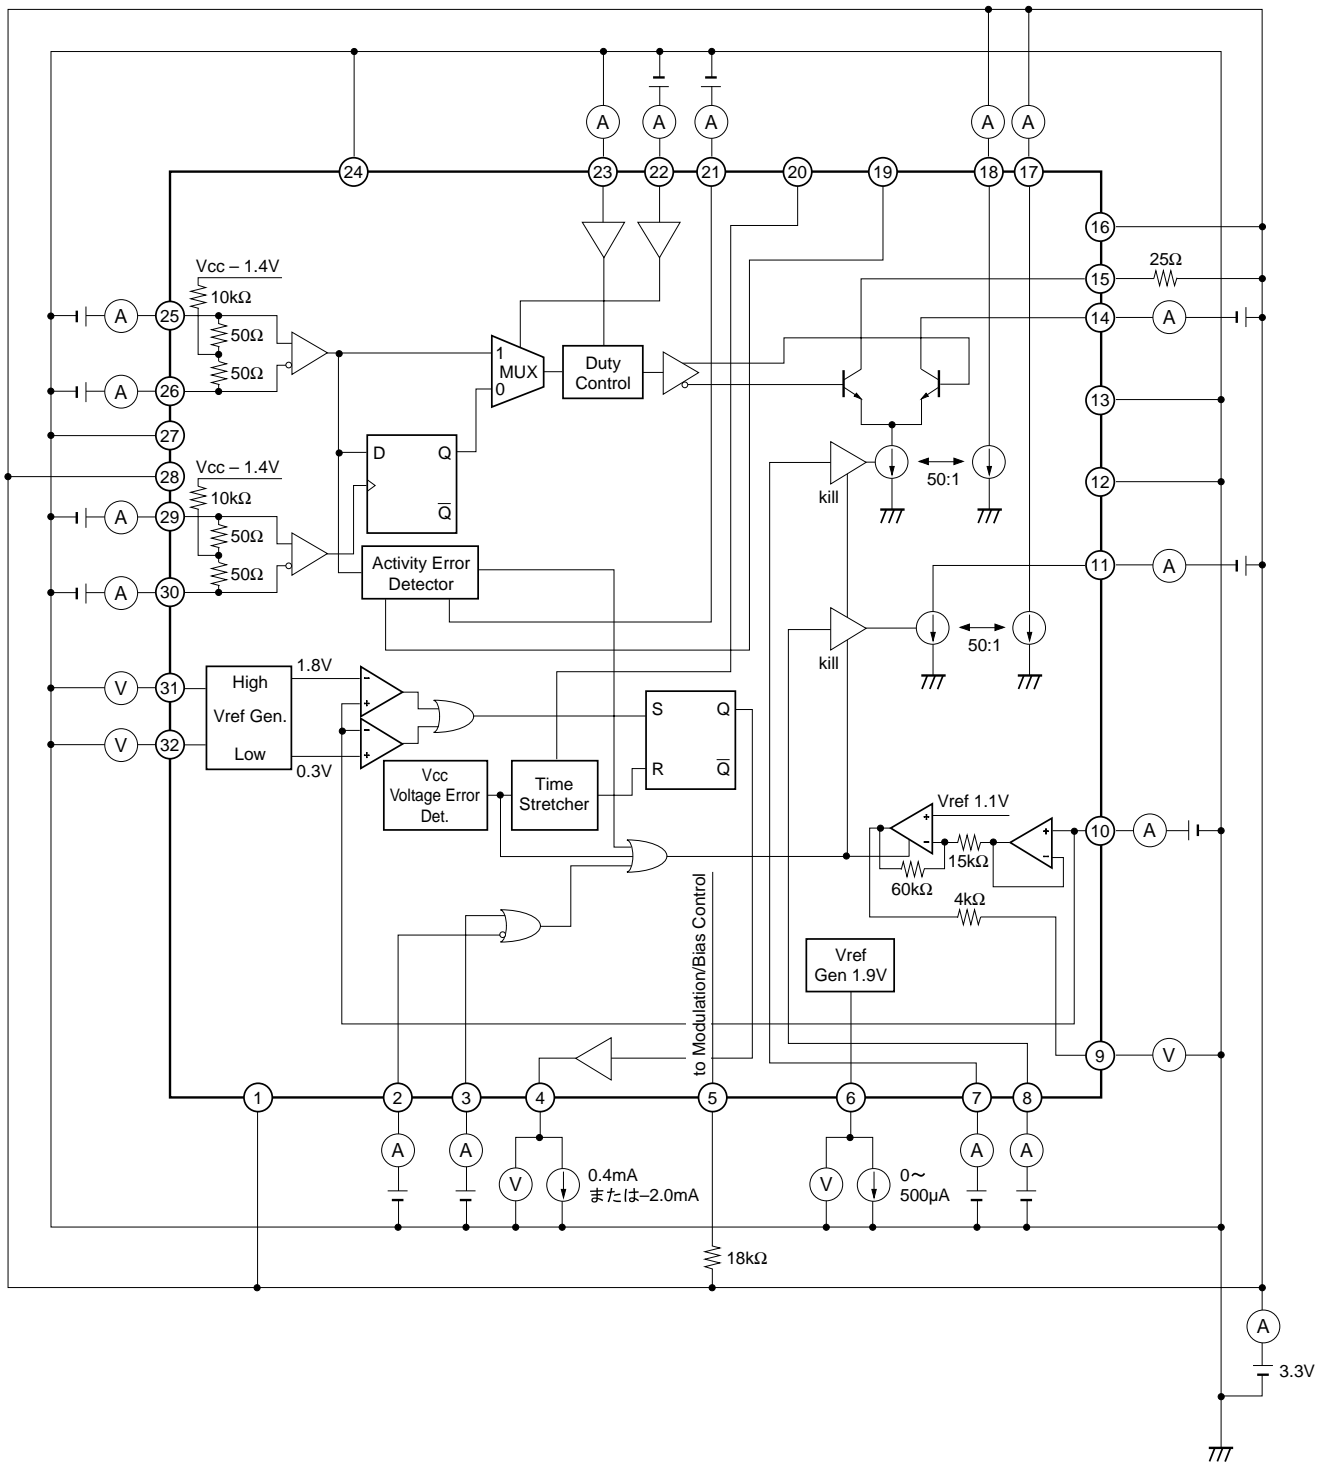 A
A
A
A
A
24
23
22
21
20
19
18
17
16
Vcc – 1.4V
10kΩ
25Ω
15
A
25
50Ω
14
A
50Ω
1
MUX
0
Duty
Control
A
26
13
27
D
Q
Q
28
Vcc – 1.4V
10kΩ
kill
50:1
12
A
29
50Ω
50Ω
Activity Error
Detector
11
A
A
30
kill
50:1
V
31
High
Vref Gen.
Low
1.8V
0.3V
-
+
-
+
S
Q
R
Q
V
32
Vcc
Voltage Error
Det.
Time
Stretcher
Vref 1.1V
+
-
+
-
10
A
15kΩ
60kΩ
4kΩ
to Modulation/Bias Control
Vref
Gen 1.9V
9
V
1
2
3
4
5
6
7
8
A
A
A
A
V
0.4mA
または–2.0mA
V
0～
500μA
18kΩ
A
3.3V